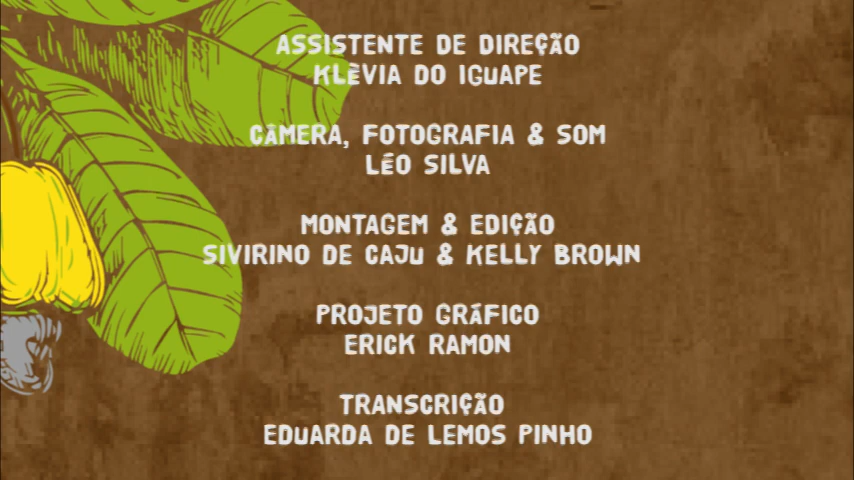 ASSISTENTE DE DIREÇÃO
KLÈVIA DO IGUAPE
CÂMERA, FOTOGRAFIA & SOM
LÉO SILVA
MONTAGEM & EDIÇÃO
SIVIRINO DE CAJU & KELLY BROWN
PROJETO GRÁFICO
ERICK RAMON
TRANSCRIÇÃO
EDUARDA DE LEMOS PINHO